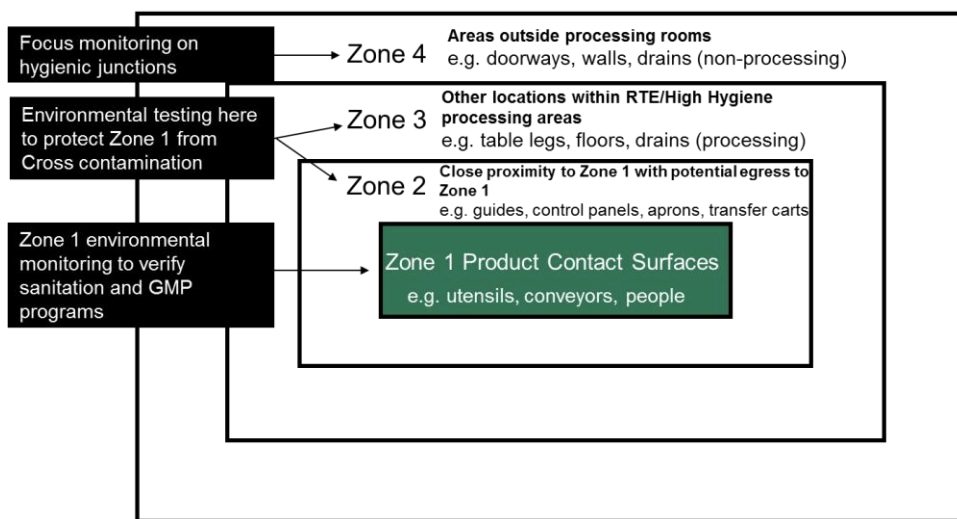 Focus monitoring on
hygienic junctions
Zone 4
Areas outside processing rooms
e.g. doorways, walls, drains (non-processing)
Environmental testing here
to protect Zone 1 from
Cross contamination
Zone 3
Other locations within RTE/High Hygiene
processing areas
e.g. table legs, floors, drains (processing)
Zone 2
Close proximity to Zone 1 with potential egress to
Zone 1
e.g. guides, control panels, aprons, transfer carts
Zone 1 environmental
monitoring to verify
sanitation and GMP
programs
Zone 1 Product Contact Surfaces
e.g. utensils, conveyors, people